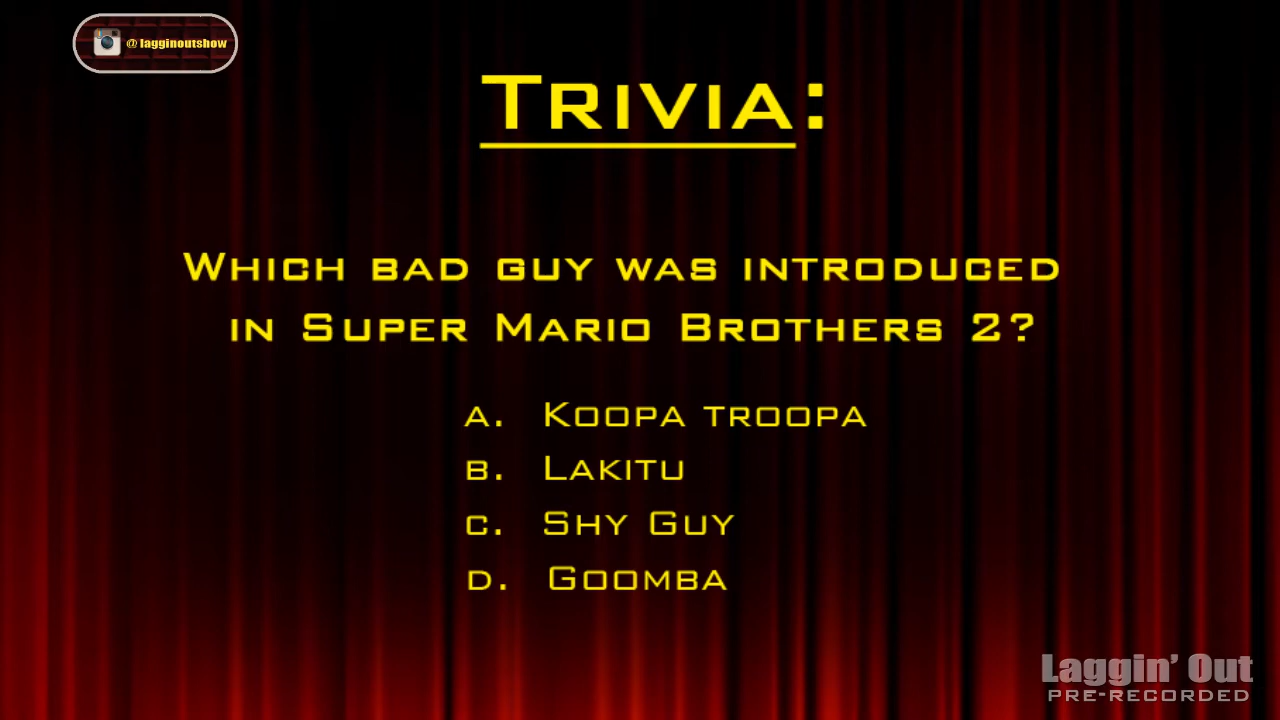 @lagginoutshow
Trivia:
Which bad guy was introduced
in Super Mario Brothers 2?
a. Koopa troopa
b. Lakitu
c. Shy Guy
d. Goomba
Laggin' Out
PRE-RECORDED